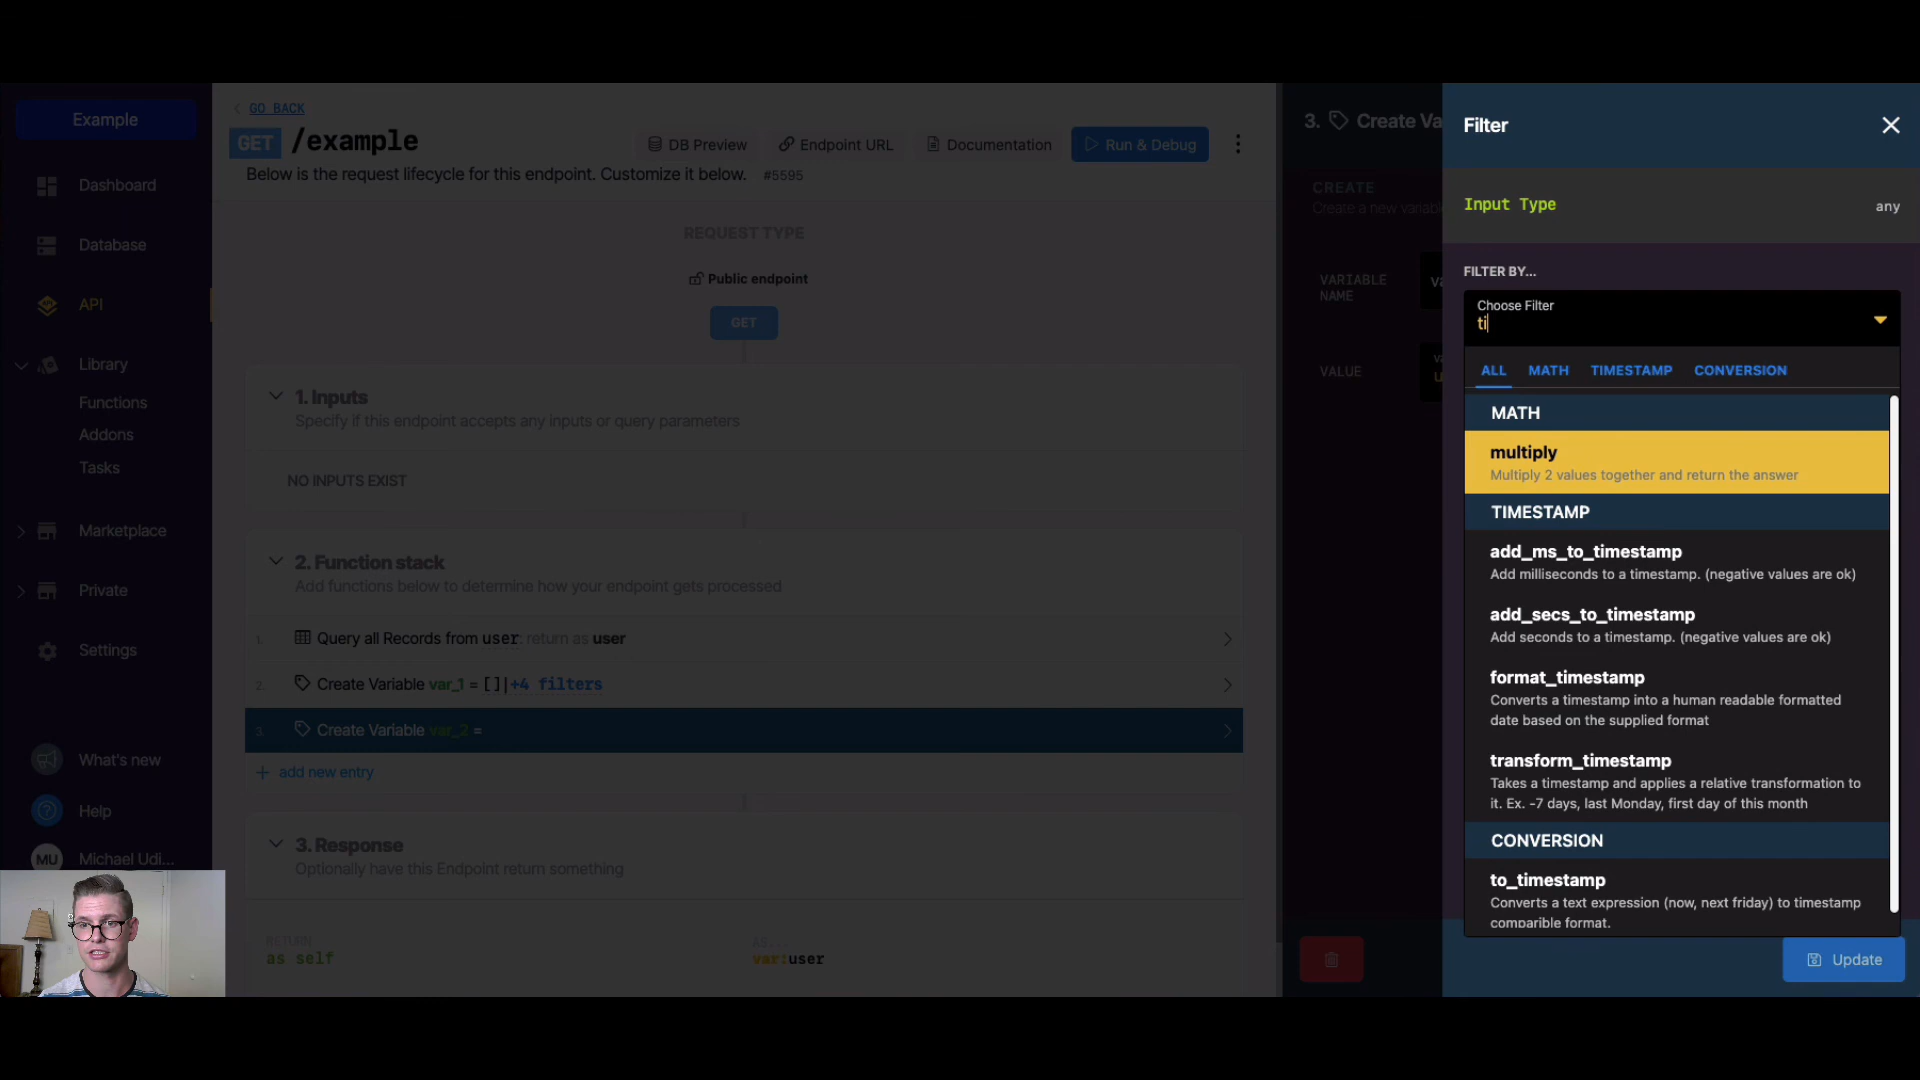 Example
Dashboard
Database
API
Library
Functions
Addons
Tasks
Marketplace
Private
Settings
What's new
Help
MU Michael Udi...
GO BACK
GET /example
DB Preview
Endpoint URL
Documentation
Run & Debug
Below is the request lifecycle for this endpoint. Customize it below. #5595
REQUEST TYPE
Public endpoint
GET
1. Inputs
Specify if this endpoint accepts any inputs or query parameters
NO INPUTS EXIST
2. Function stack
Add functions below to determine how your endpoint gets processed
1. Query all Records from user: return as user
2. Create Variable var_1 = []|+4 filters
3. Create Variable var_2 =
+ add new entry
3. Response
Optionally have this Endpoint return something
RETURN
as self
AS...
var:user
3. Create Va
CREATE
Create a new variabl
VARIABLE
NAME
VALUE
Filter
Input Type any
FILTER BY...
Choose Filter
ti
ALL MATH TIMESTAMP CONVERSION
MATH
multiply
Multiply 2 values together and return the answer
TIMESTAMP
add_ms_to_timestamp
Add milliseconds to a timestamp. (negative values are ok)
add_secs_to_timestamp
Add seconds to a timestamp. (negative values are ok)
format_timestamp
Converts a timestamp into a human readable formatted
date based on the supplied format
transform_timestamp
Takes a timestamp and applies a relative transformation to
it. Ex. -7 days, last Monday, first day of this month
CONVERSION
to_timestamp
Converts a text expression (now, next friday) to timestamp
comparible format.
Update